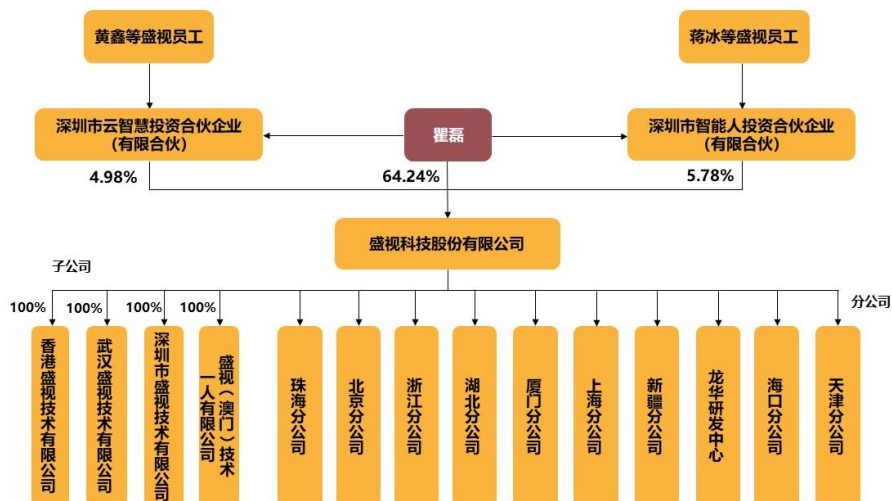 黄鑫等盛视员工
蒋冰等盛视员工
深圳市云智慧投资合伙企业
(有限合伙)
瞿磊
深圳市智能人投资合伙企业
(有限合伙)
4.98%
64.24%
5.78%
盛视科技股份有限公司
子公司
分公司
100%
100%
100%
100%
香港盛视技术有限公司
武汉盛视技术有限公司
深圳市盛视技术有限公司
盛视（澳门）技术
一人有限公司
珠海分公司
北京分公司
浙江分公司
湖北分公司
厦门分公司
上海分公司
新疆分公司
龙华研发中心
海口分公司
天津分公司